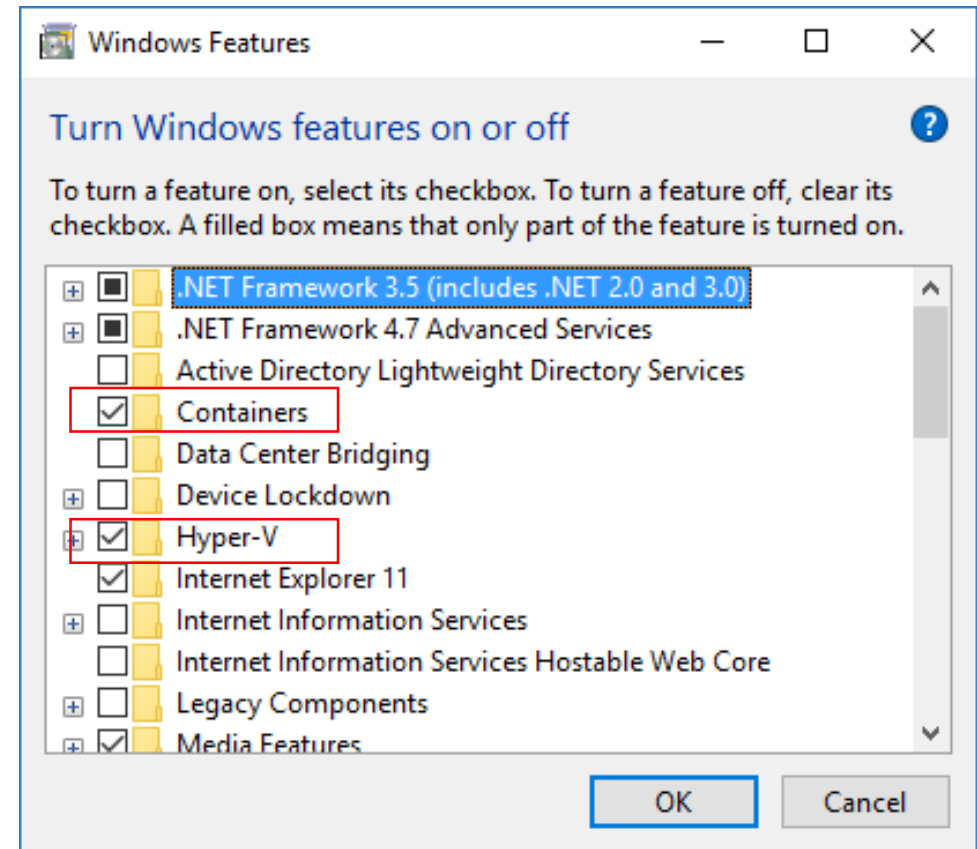 Windows Features
Turn Windows features on or off
?
To turn a feature on, select its checkbox. To turn a feature off, clear its
checkbox. A filled box means that only part of the feature is turned on.
.NET Framework 3.5 (includes .NET 2.0 and 3.0)
.NET Framework 4.7 Advanced Services
Active Directory Lightweight Directory Services
Containers
Data Center Bridging
Device Lockdown
Hyper-V
Internet Explorer 11
Internet Information Services
Internet Information Services Hostable Web Core
Legacy Components
Media Features
OK Cancel